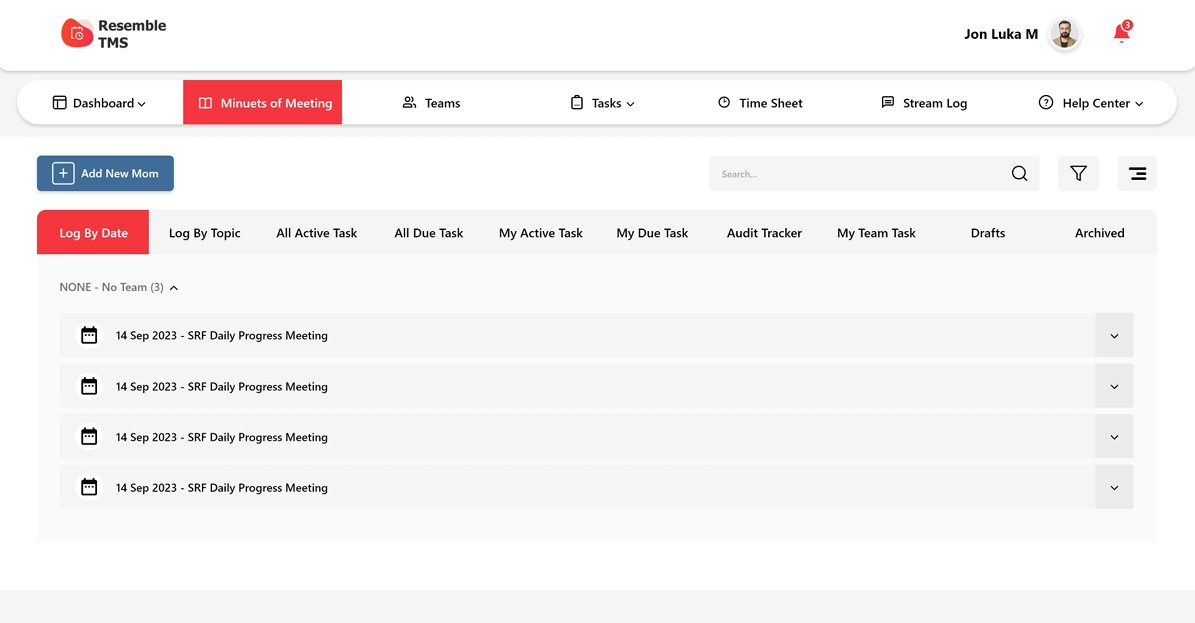 Resemble
TMS
Jon Luka M
3
Dashboard
Minuets of Meeting
Teams
Tasks
Time Sheet
Stream Log
Help Center
Add New Mom
Search...
Log By Date
Log By Topic
All Active Task
All Due Task
My Active Task
My Due Task
Audit Tracker
My Team Task
Drafts
Archived
NONE - No Team (3)
14 Sep 2023 - SRF Daily Progress Meeting
14 Sep 2023 - SRF Daily Progress Meeting
14 Sep 2023 - SRF Daily Progress Meeting
14 Sep 2023 - SRF Daily Progress Meeting